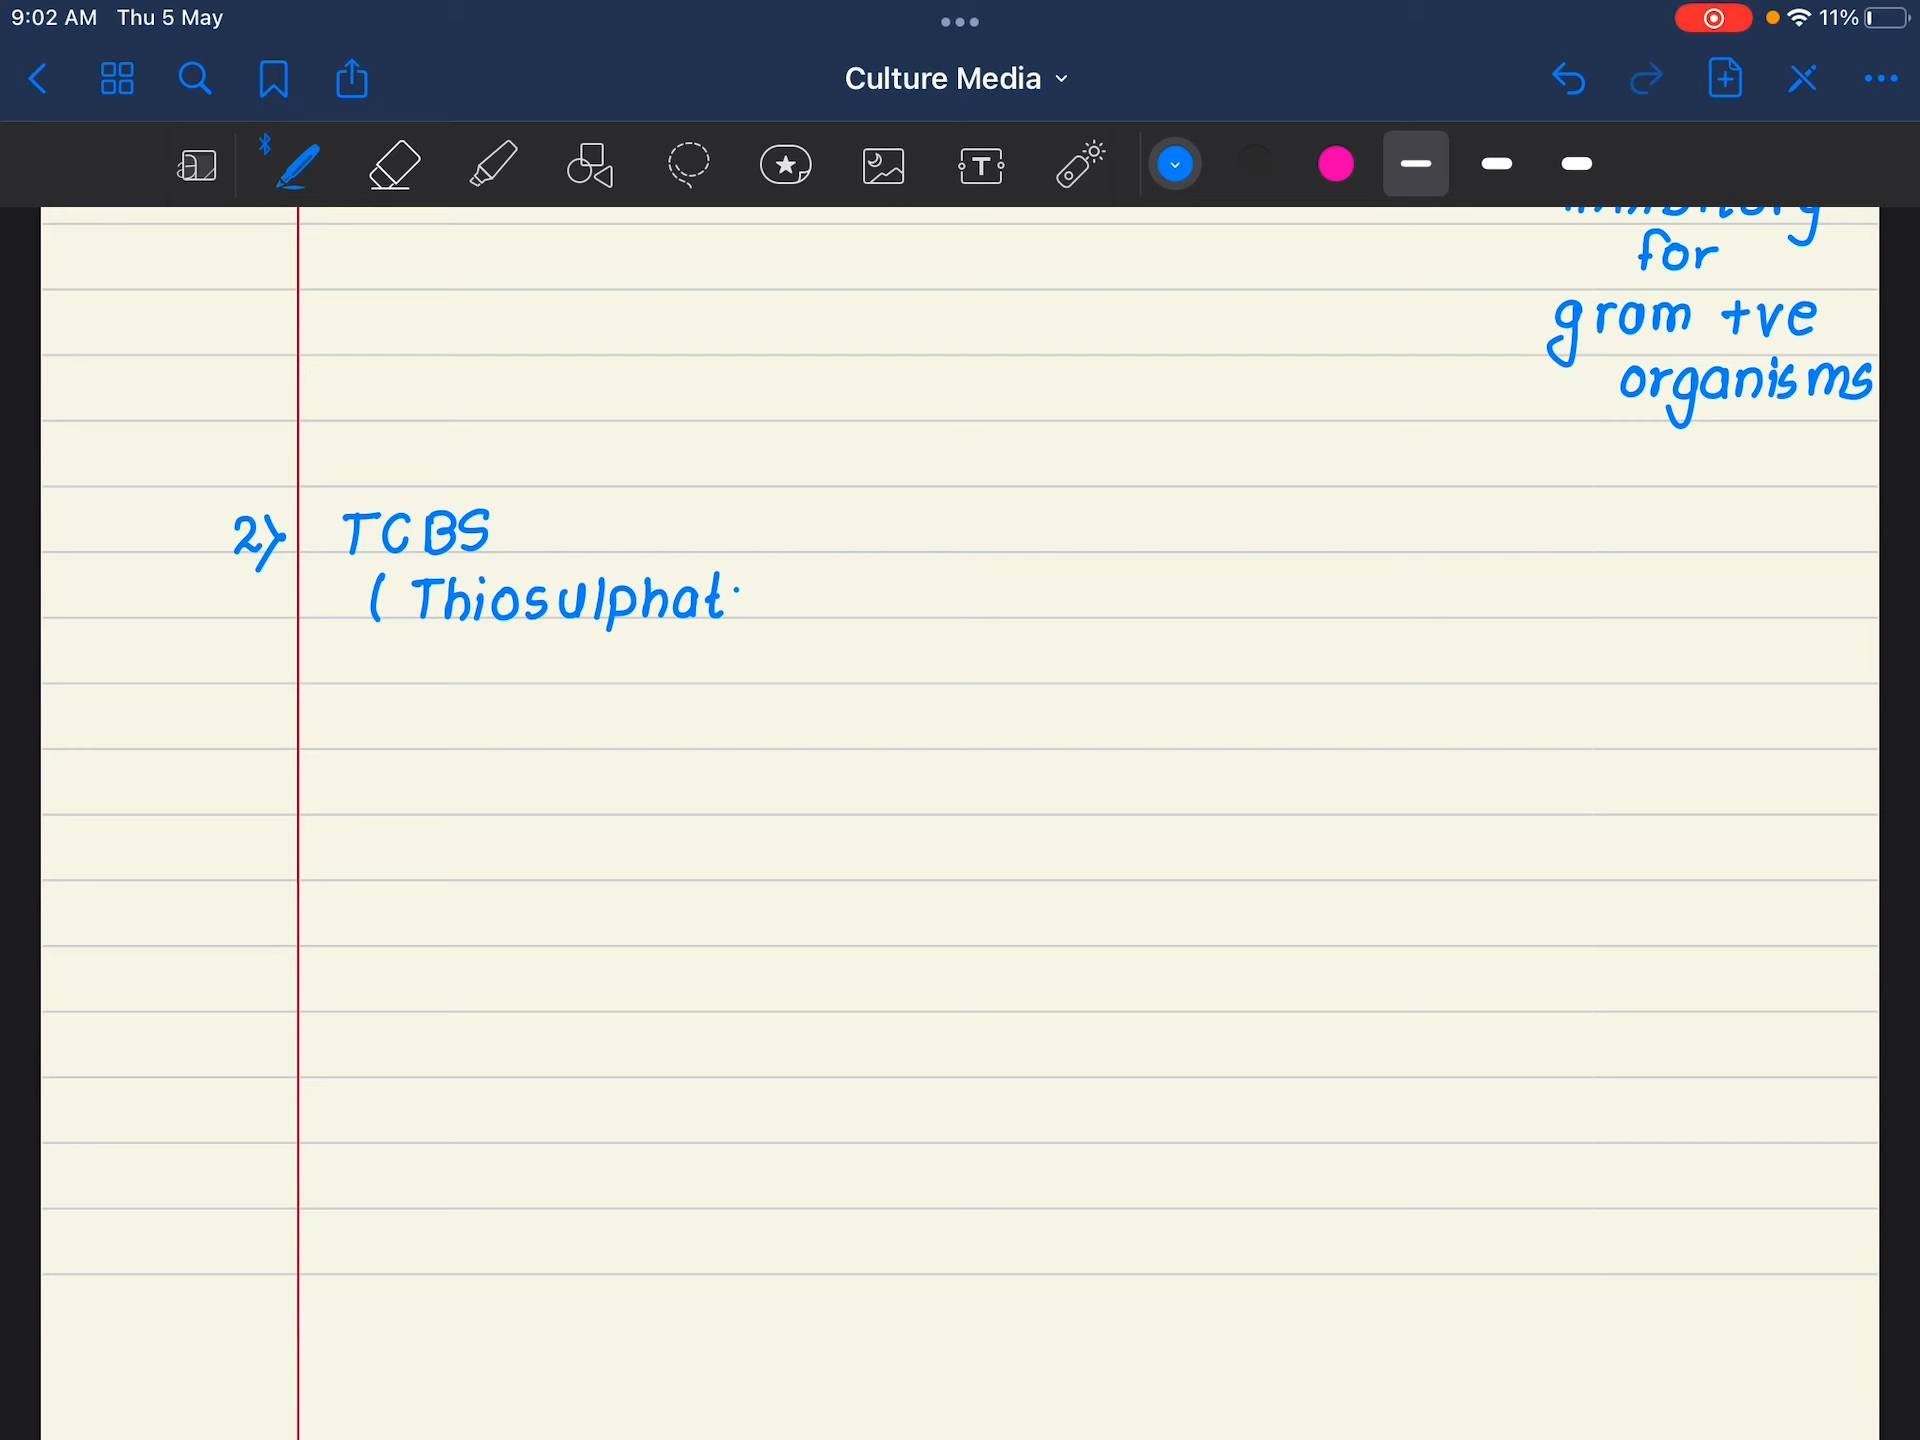 9:02 AM Thu 5 May
11%
Culture Media
T
for
gram +ve
organisms
2) TCBS
( Thiosulphat